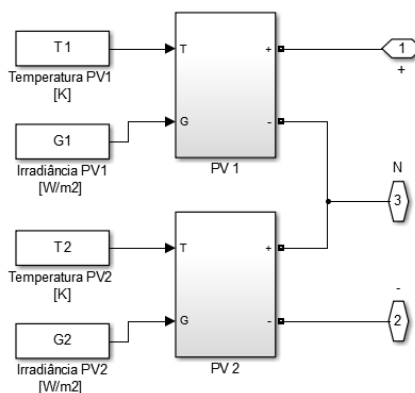 T1
T
+
1
Temperatura PV1
[K]
+
G1
G
-
Irradiância PV1
[W/m2]
PV 1
N
3
T2
T
+
Temperatura PV2
[K]
-
G2
G
-
2
Irradiância PV2
[W/m2]
PV 2